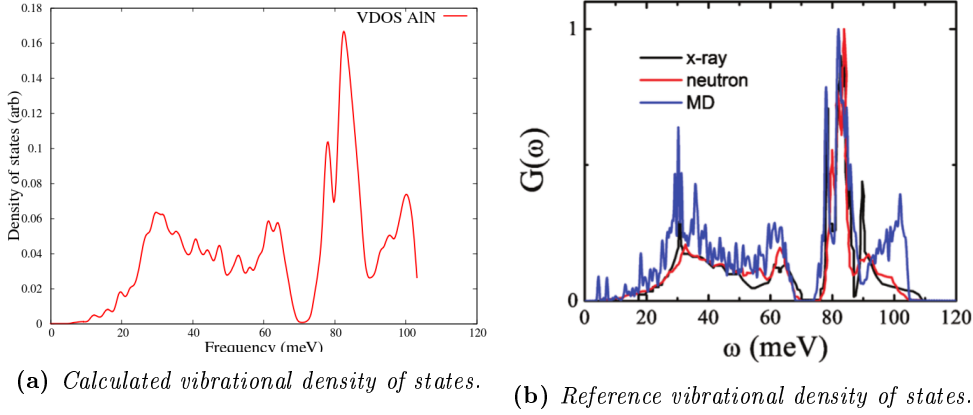 VDOS AlN
0.18
0.16
0.14
0.12
0.1
0.08
0.06
0.04
0.02
0
Density of states (arb)
0 20 40 60 80 100 120
Frequency (meV)
(a) Calculated vibrational density of states.
1
x-ray
neutron
MD
G(ω)
0
0 20 40 60 80 100 120
ω (meV)
(b) Reference vibrational density of states.